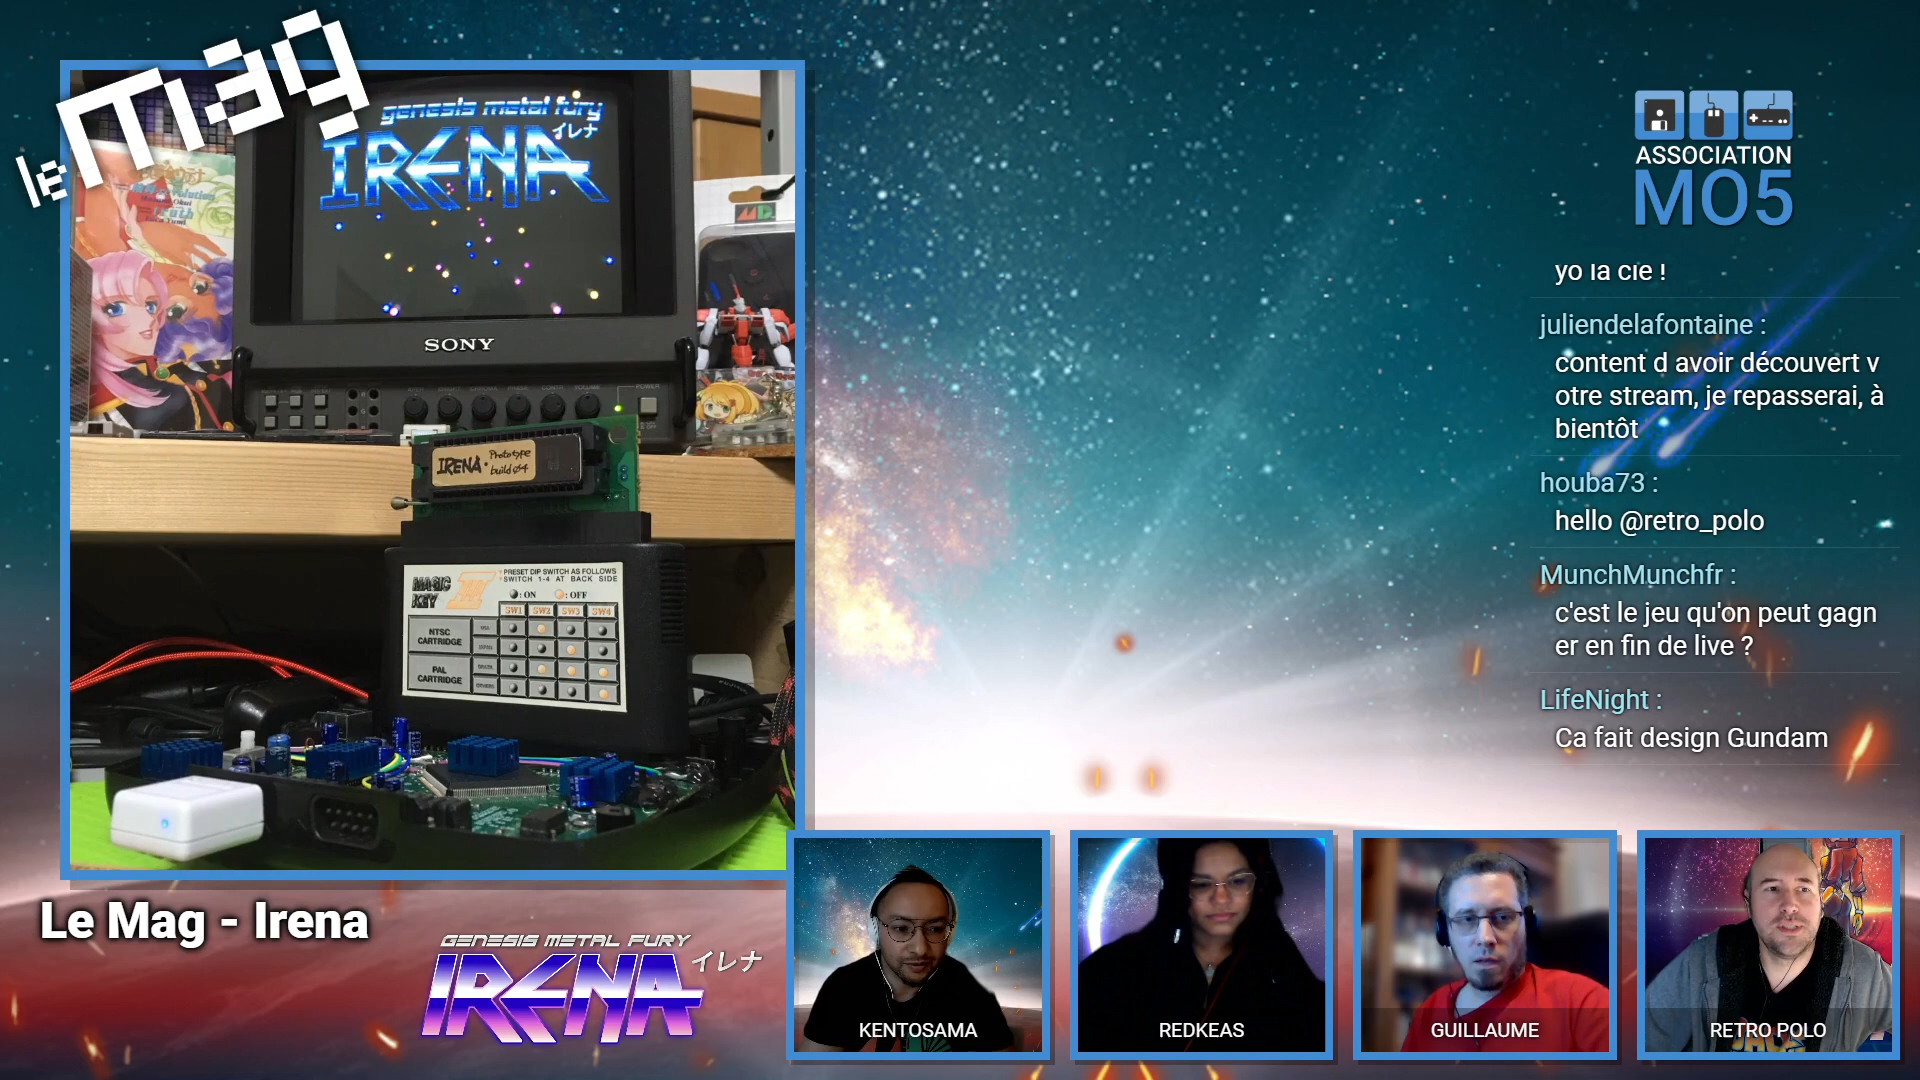 le mag
genesis metal fury
イレナ
IRENA
MD
SONY
POWER
IRENA
Prototype
build 054
MAGIC
KEY
III
* PRESET DIP SWITCH AS FOLLOWS
* SWITCH 1-4 AT BACK SIDE
: ON : OFF
SW1 SW2 SW3 SW4
NTSC
CARTRIDGE
PAL
CARTRIDGE
Le Mag - Irena
GENESIS METAL FURY
イレナ
IRENA
ASSOCIATION
MO5
yo la cie !
juliendelafontaine :
content d avoir découvert v
otre stream, je repasserai, à
bientôt
houba73 :
hello @retro_polo
MunchMunchfr :
c'est le jeu qu'on peut gagn
er en fin de live ?
LifeNight :
Ca fait design Gundam
KENTOSAMA
REDKEAS
GUILLAUME
RETRO POLO